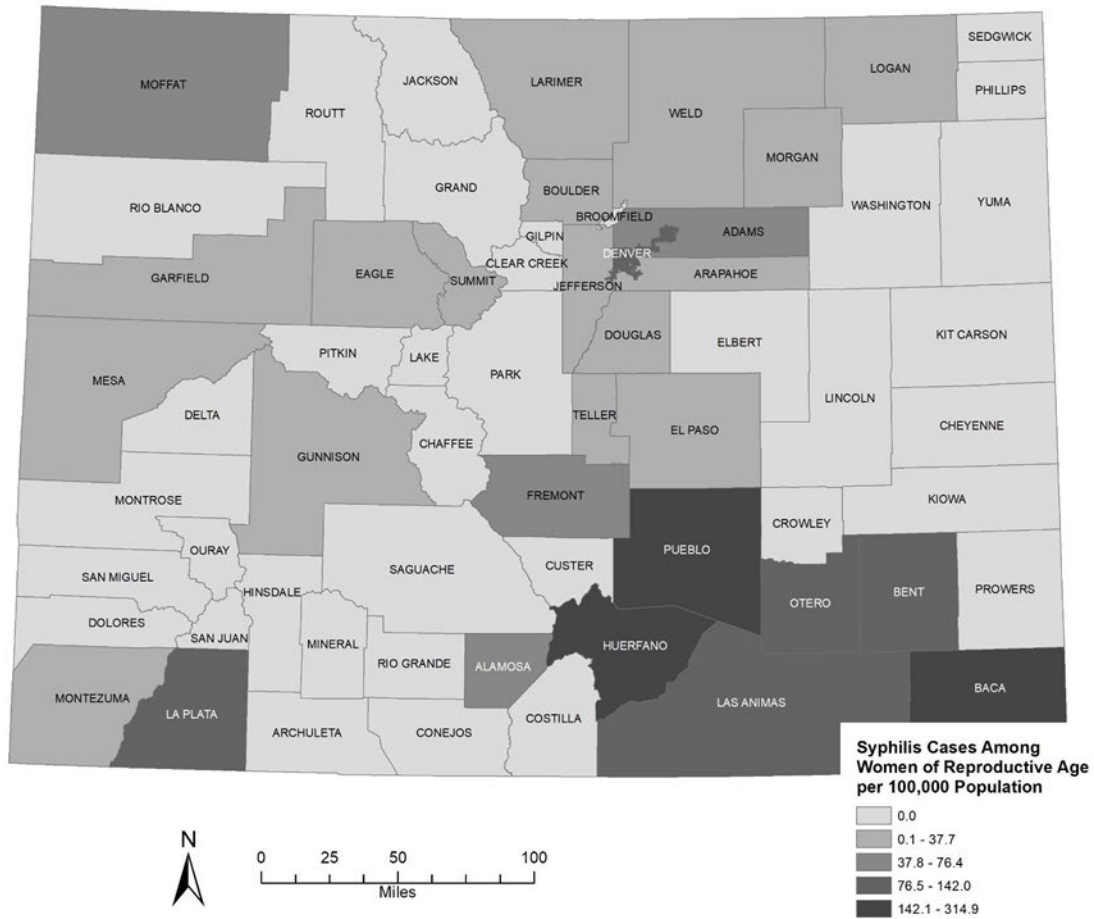 SEDGWICK
LOGAN
JACKSON
LARIMER
MOFFAT
PHILLIPS
ROUTT
WELD
MORGAN
GRAND
BOULDER
WASHINGTON
YUMA
RIO BLANCO
BROOMFIELD
GILPIN
ADAMS
DENVER
CLEAR CREEK
EAGLE
ARAPAHOE
GARFIELD
SUMMIT
JEFFERSON
DOUGLAS
ELBERT
KIT CARSON
PITKIN
LAKE
PARK
MESA
LINCOLN
DELTA
TELLER
EL PASO
CHEYENNE
CHAFFEE
GUNNISON
FREMONT
MONTROSE
KIOWA
CROWLEY
PUEBLO
OURAY
CUSTER
SAGUACHE
SAN MIGUEL
HINSDALE
BENT
PROWERS
OTERO
DOLORES
SAN JUAN
MINERAL
HUERFANO
RIO GRANDE
ALAMOSA
BACA
MONTEZUMA
LAS ANIMAS
LA PLATA
COSTILLA
ARCHULETA
CONEJOS
Syphilis Cases Among
Women of Reproductive Age
per 100,000 Population
0.0
0.1 - 37.7
37.8 - 76.4
76.5 - 142.0
142.1 - 314.9
N
0 25 50 100
Miles